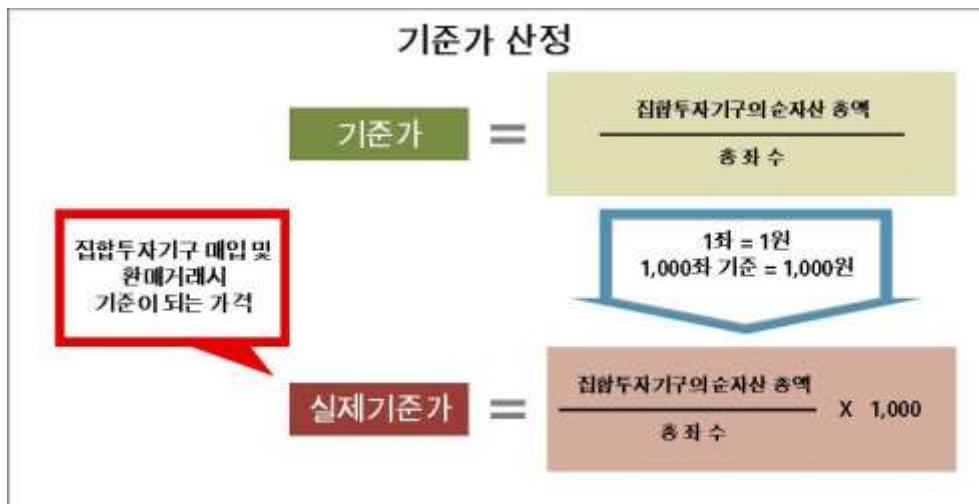 기준가 산정
기준가 =
집합투자기구의 순자산 총액
총 좌 수
집합투자기구 매입 및
환매거래시
기준이 되는 가격
1좌 = 1원
1,000좌 기준 = 1,000원
실제기준가 =
집합투자기구의 순자산 총액
총 좌 수
X 1,000